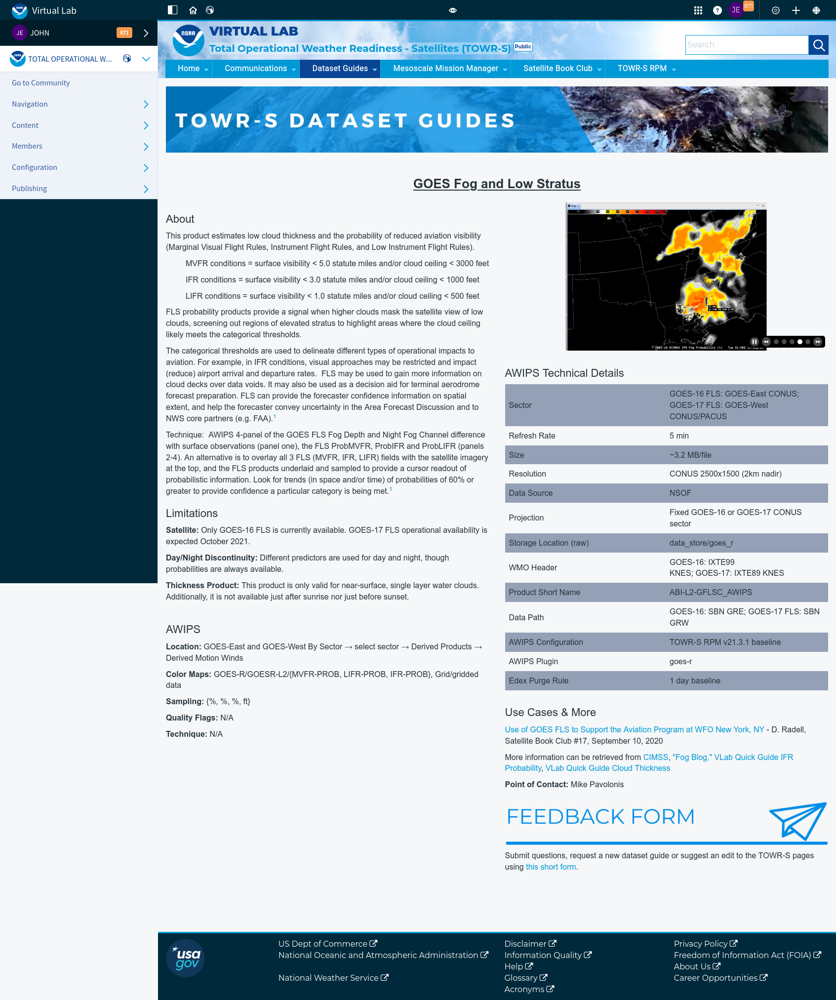 Virtual Lab
JE 871
JE JOHN 871
TOTAL OPERATIONAL W...
Go to Community
Navigation
Content
Members
Configuration
Publishing
NOAA
VIRTUAL LAB
Total Operational Weather Readiness - Satellites (TOWR-S) Public
Search
Home Communications Dataset Guides Mesoscale Mission Manager Satellite Book Club TOWR-S RPM
TOWR-S DATASET GUIDES
GOES Fog and Low Stratus
About
This product estimates low cloud thickness and the probability of reduced aviation visibility
(Marginal Visual Flight Rules, Instrument Flight Rules, and Low Instrument Flight Rules).
MVFR conditions = surface visibility < 5.0 statute miles and/or cloud ceiling < 3000 feet
IFR conditions = surface visibility < 3.0 statute miles and/or cloud ceiling < 1000 feet
LIFR conditions = surface visibility < 1.0 statute miles and/or cloud ceiling < 500 feet
FLS probability products provide a signal when higher clouds mask the satellite view of low
clouds, screening out regions of elevated stratus to highlight areas where the cloud ceiling
likely meets the categorical thresholds.
The categorical thresholds are used to delineate different types of operational impacts to
aviation. For example, in IFR conditions, visual approaches may be restricted and impact
(reduce) airport arrival and departure rates.  FLS may be used to gain more information on
cloud decks over data voids. It may also be used as a decision aid for terminal aerodrome
forecast preparation. FLS can provide the forecaster confidence information on spatial
extent, and help the forecaster convey uncertainty in the Area Forecast Discussion and to
NWS core partners (e.g. FAA).1
Technique:  AWIPS 4-panel of the GOES FLS Fog Depth and Night Fog Channel difference
with surface observations (panel one), the FLS ProbMVFR, ProbIFR and ProbLIFR (panels
2-4). An alternative is to overlay all 3 FLS (MVFR, IFR, LIFR) fields with the satellite imagery
at the top, and the FLS products underlaid and sampled to provide a cursor readout of
probabilistic information. Look for trends (in space and/or time) of probabilities of 60% or
greater to provide confidence a particular category is being met.1
Limitations
Satellite: Only GOES-16 FLS is currently available. GOES-17 FLS operational availability is
expected October 2021.
Day/Night Discontinuity: Different predictors are used for day and night, though
probabilities are always available.
Thickness Product: This product is only valid for near-surface, single layer water clouds.
Additionally, it is not available just after sunrise nor just before sunset.
AWIPS
Location: GOES-East and GOES-West By Sector → select sector → Derived Products →
Derived Motion Winds
Color Maps: GOES-R/GOESR-L2/{MVFR-PROB, LIFR-PROB, IFR-PROB}, Grid/gridded
data
Sampling: {%, %, %, ft}
Quality Flags: N/A
Technique: N/A
Map
GOES-16 ECONUS IFR Fog Probability (%) Tue 01:06Z
AWIPS Technical Details
Sector GOES-16 FLS: GOES-East CONUS;
GOES-17 FLS: GOES-West
CONUS/PACUS
Refresh Rate 5 min
Size ~3.2 MB/file
Resolution CONUS 2500x1500 (2km nadir)
Data Source NSOF
Projection Fixed GOES-16 or GOES-17 CONUS
sector
Storage Location (raw) data_store/goes_r
WMO Header GOES-16: IXTE99
KNES; GOES-17: IXTE89 KNES
Product Short Name ABI-L2-GFLSC_AWIPS
Data Path GOES-16: SBN GRE; GOES-17 FLS: SBN
GRW
AWIPS Configuration TOWR-S RPM v21.3.1 baseline
AWIPS Plugin goes-r
Edex Purge Rule 1 day baseline
Use Cases & More
Use of GOES FLS to Support the Aviation Program at WFO New York, NY - D. Radell,
Satellite Book Club #17, September 10, 2020
More information can be retrieved from CIMSS, "Fog Blog," VLab Quick Guide IFR
Probability, VLab Quick Guide Cloud Thickness
Point of Contact: Mike Pavolonis
FEEDBACK FORM
Submit questions, request a new dataset guide or suggest an edit to the TOWR-S pages
using this short form.
usa
gov
US Dept of Commerce
National Oceanic and Atmospheric Administration
National Weather Service
Disclaimer
Information Quality
Help
Glossary
Acronyms
Privacy Policy
Freedom of Information Act (FOIA)
About Us
Career Opportunities